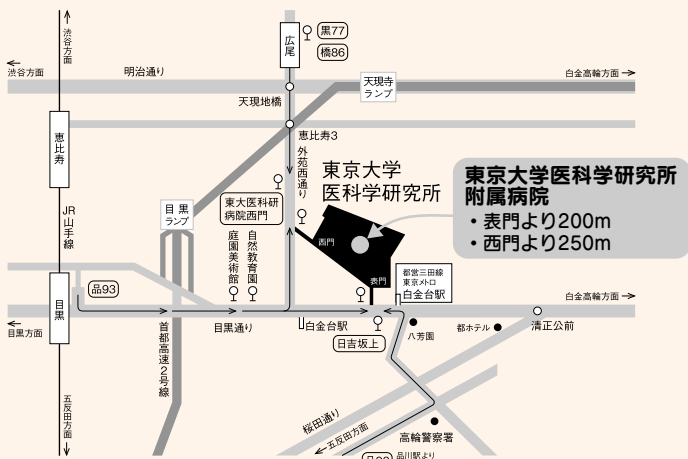 渋谷方面
渋谷方面
明治通り
広尾
黒77
橋86
天現寺
ランプ
白金高輪方面
天現地橋
恵比寿
恵比寿3
外苑西通り
東京大学
医科学研究所
東京大学医科学研究所
附属病院
・表門より200m
・西門より250m
目黒
ランプ
東大医科研
病院西門
JR山手線
庭園美術館
自然教育園
西門
表門
都営三田線
東京メトロ
白金台駅
品93
目黒
目黒方面
首都高速2号線
目黒通り
白金台駅
日吉坂上
八芳園
都ホテル
清正公前
白金高輪方面
五反田方面
桜田通り
五反田方面
高輪警察署
品川駅より